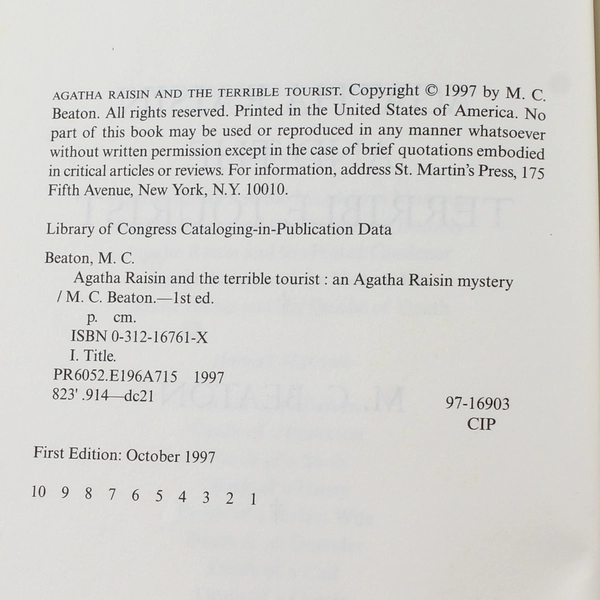 AGATHA RAISIN AND THE TERRIBLE TOURIST. Copyright © 1997 by M. C.
Beaton. All rights reserved. Printed in the United States of America. No
part of this book may be used or reproduced in any manner whatsoever
without written permission except in the case of brief quotations embodied
in critical articles or reviews. For information, address St. Martin's Press, 175
Fifth Avenue, New York, N.Y. 10010.
Library of Congress Cataloging-in-Publication Data
Beaton, M. C.
Agatha Raisin and the terrible tourist : an Agatha Raisin mystery
/ M. C. Beaton.—1st ed.
p. cm.
ISBN 0-312-16761-X
I. Title.
PR6052.E196A715 1997
823'.914—dc21
97-16903
CIP
First Edition: October 1997
10 9 8 7 6 5 4 3 2 1